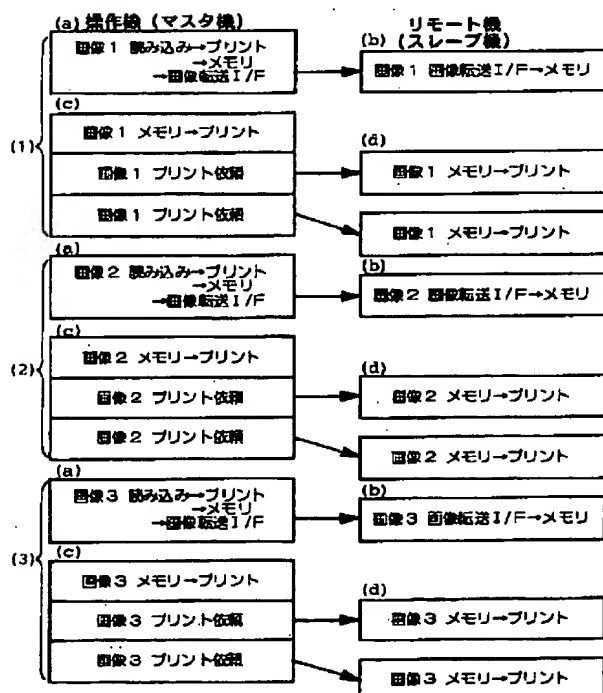 (a) 操作機 (マスタ機)
リモート機
(スレーブ機)
画像1 読み込み→プリント
→メモリ
→画像転送I/F
(b)
画像1 画像転送I/F→メモリ
(1)
(c)
画像1 メモリ→プリント
画像1 プリント依頼
画像1 プリント依頼
(d)
画像1 メモリ→プリント
画像1 メモリ→プリント
(a)
画像2 読み込み→プリント
→メモリ
→画像転送I/F
(b)
画像2 画像転送I/F→メモリ
(2)
(c)
画像2 メモリ→プリント
画像2 プリント依頼
画像2 プリント依頼
(d)
画像2 メモリ→プリント
画像2 メモリ→プリント
(a)
画像3 読み込み→プリント
→メモリ
→画像転送I/F
(b)
画像3 画像転送I/F→メモリ
(3)
(c)
画像3 メモリ→プリント
画像3 プリント依頼
画像3 プリント依頼
(d)
画像3 メモリ→プリント
画像3 メモリ→プリント